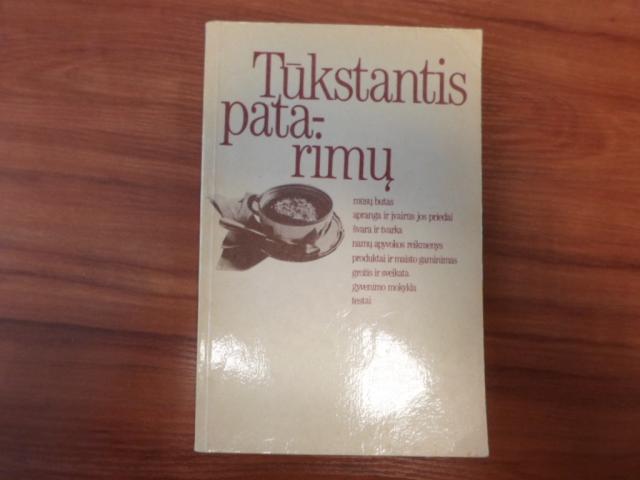 Tūkstantis
pata-
rimų
mūsų butas
apranga ir įvairūs jos priedai
švara ir tvarka
namų apyvokos reikmenys
produktai ir maisto gaminimas
grožis ir sveikata
gyvenimo mokykla
testai